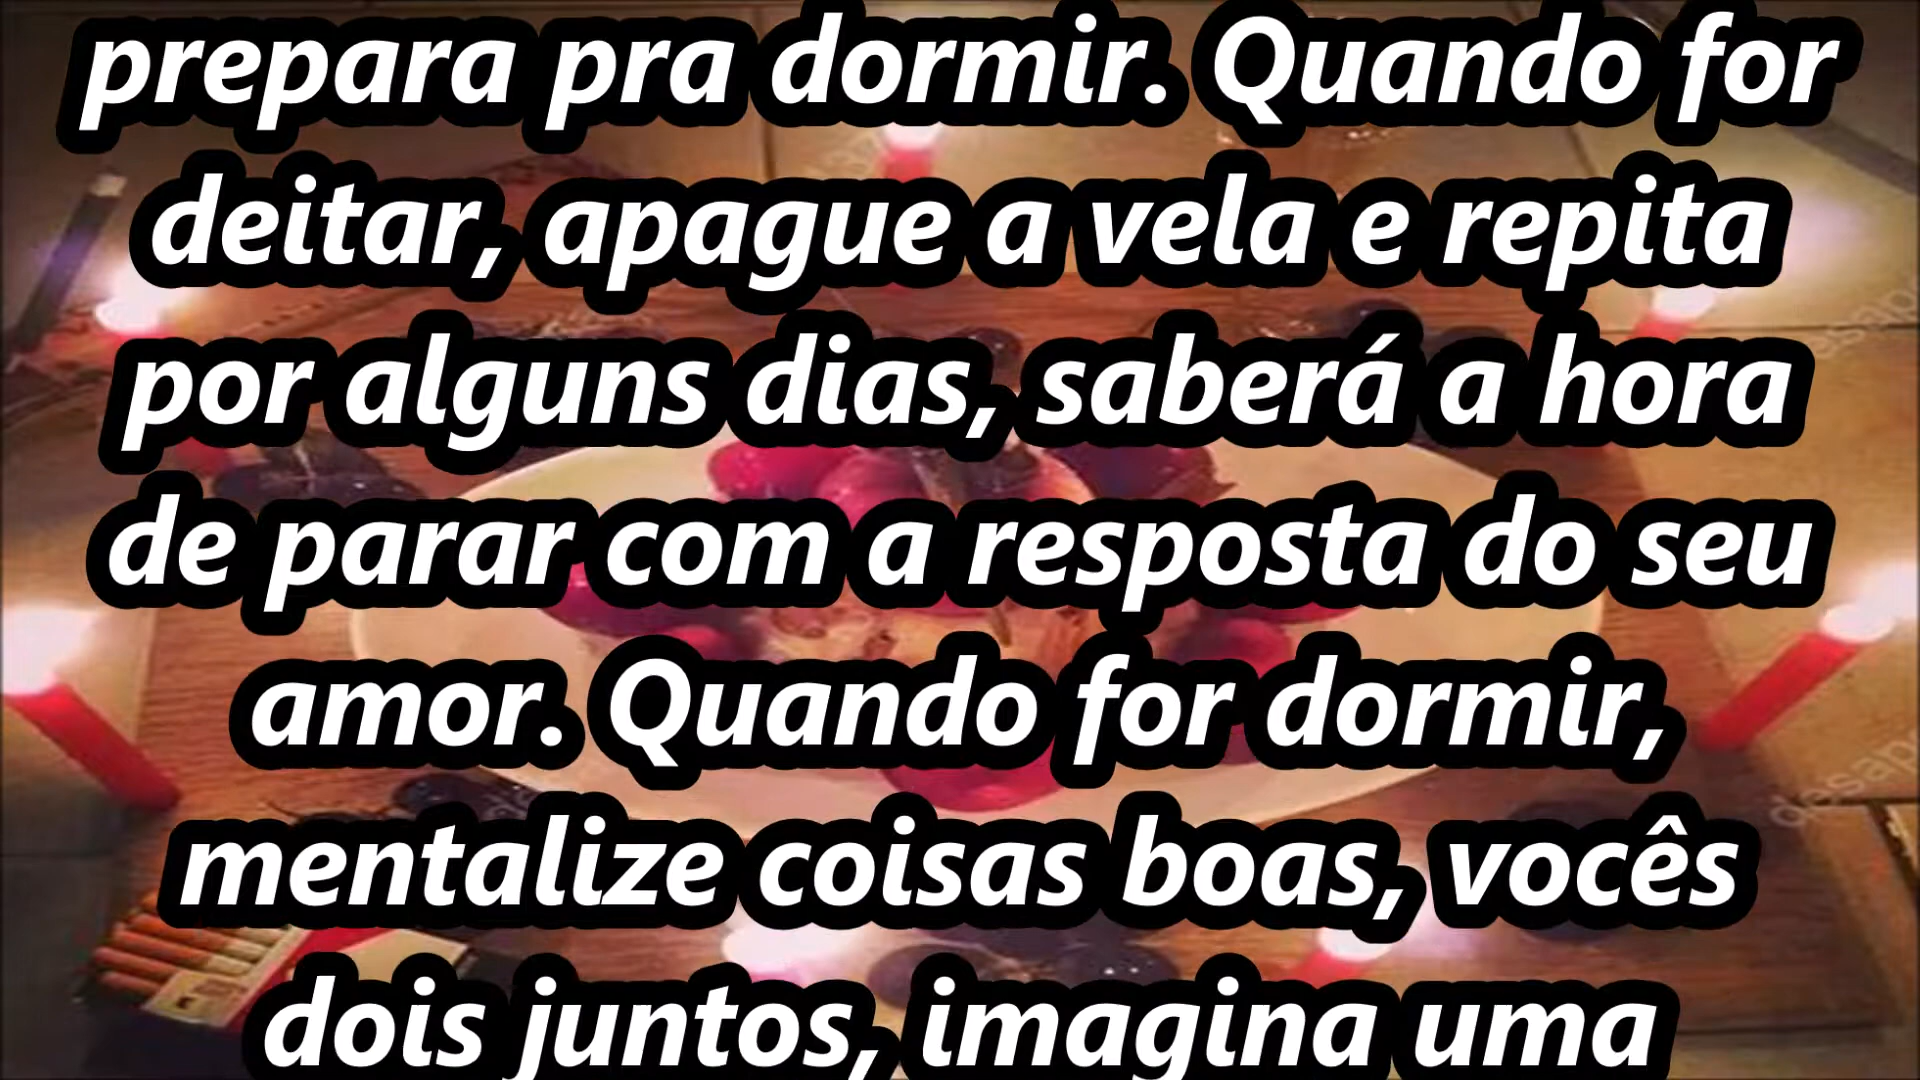 prepara pra dormir. Quando for
deitar, apague a vela e repita
por alguns dias, saberá a hora
de parar com a resposta do seu
amor. Quando for dormir,
mentalize coisas boas, vocês
dois juntos, imagina uma